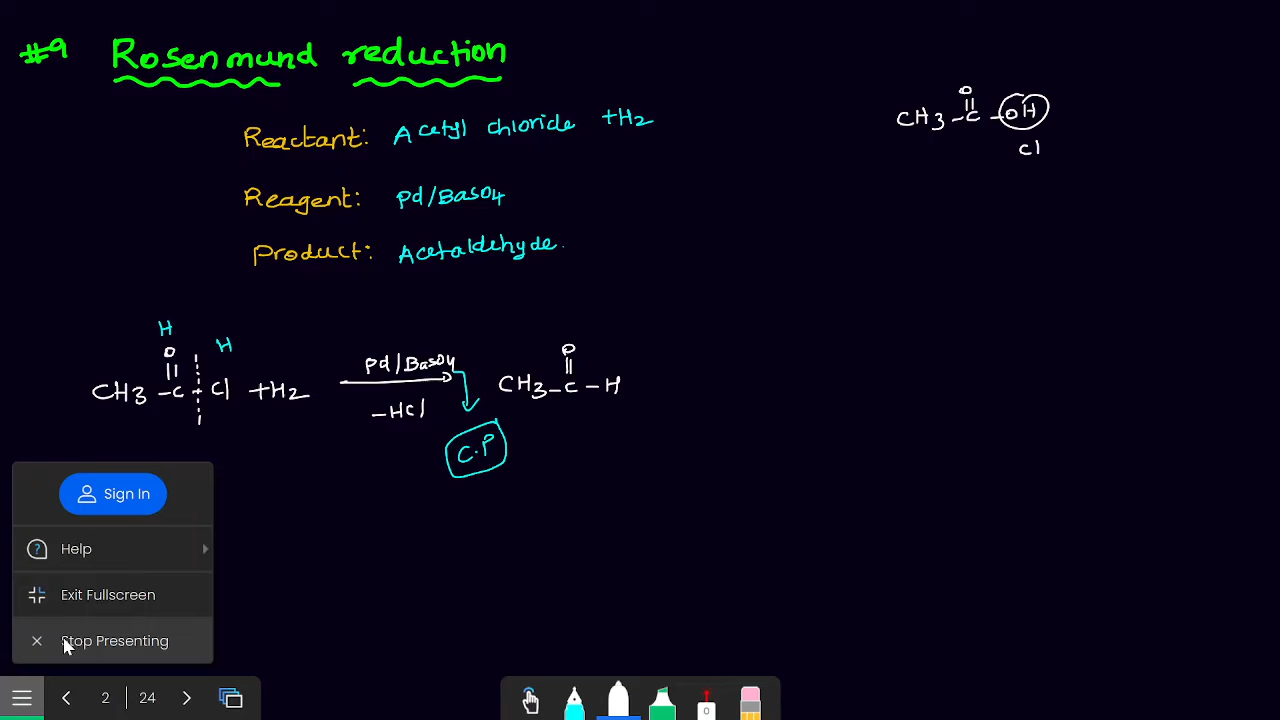 #9 Rosenmund reduction
O
CH3 - C - OH
Cl
Reactant: Acetyl chloride +H2
Reagent: Pd/BaSO4
Product: Acetaldehyde.
H
H
O
CH3 - C - Cl +H2
Pd/BaSO4
-HCl
O
CH3 - C - H
C.P
Sign In
Help
Exit Fullscreen
Stop Presenting
2 24
0